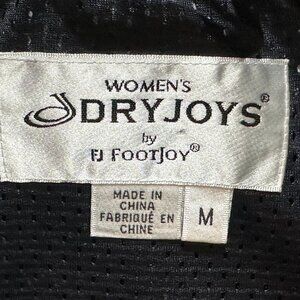 WOMEN'S
DRYJOYS®
by
FJ FOOTJOY®
MADE IN
CHINA
FABRIQUÉ EN
CHINE
M